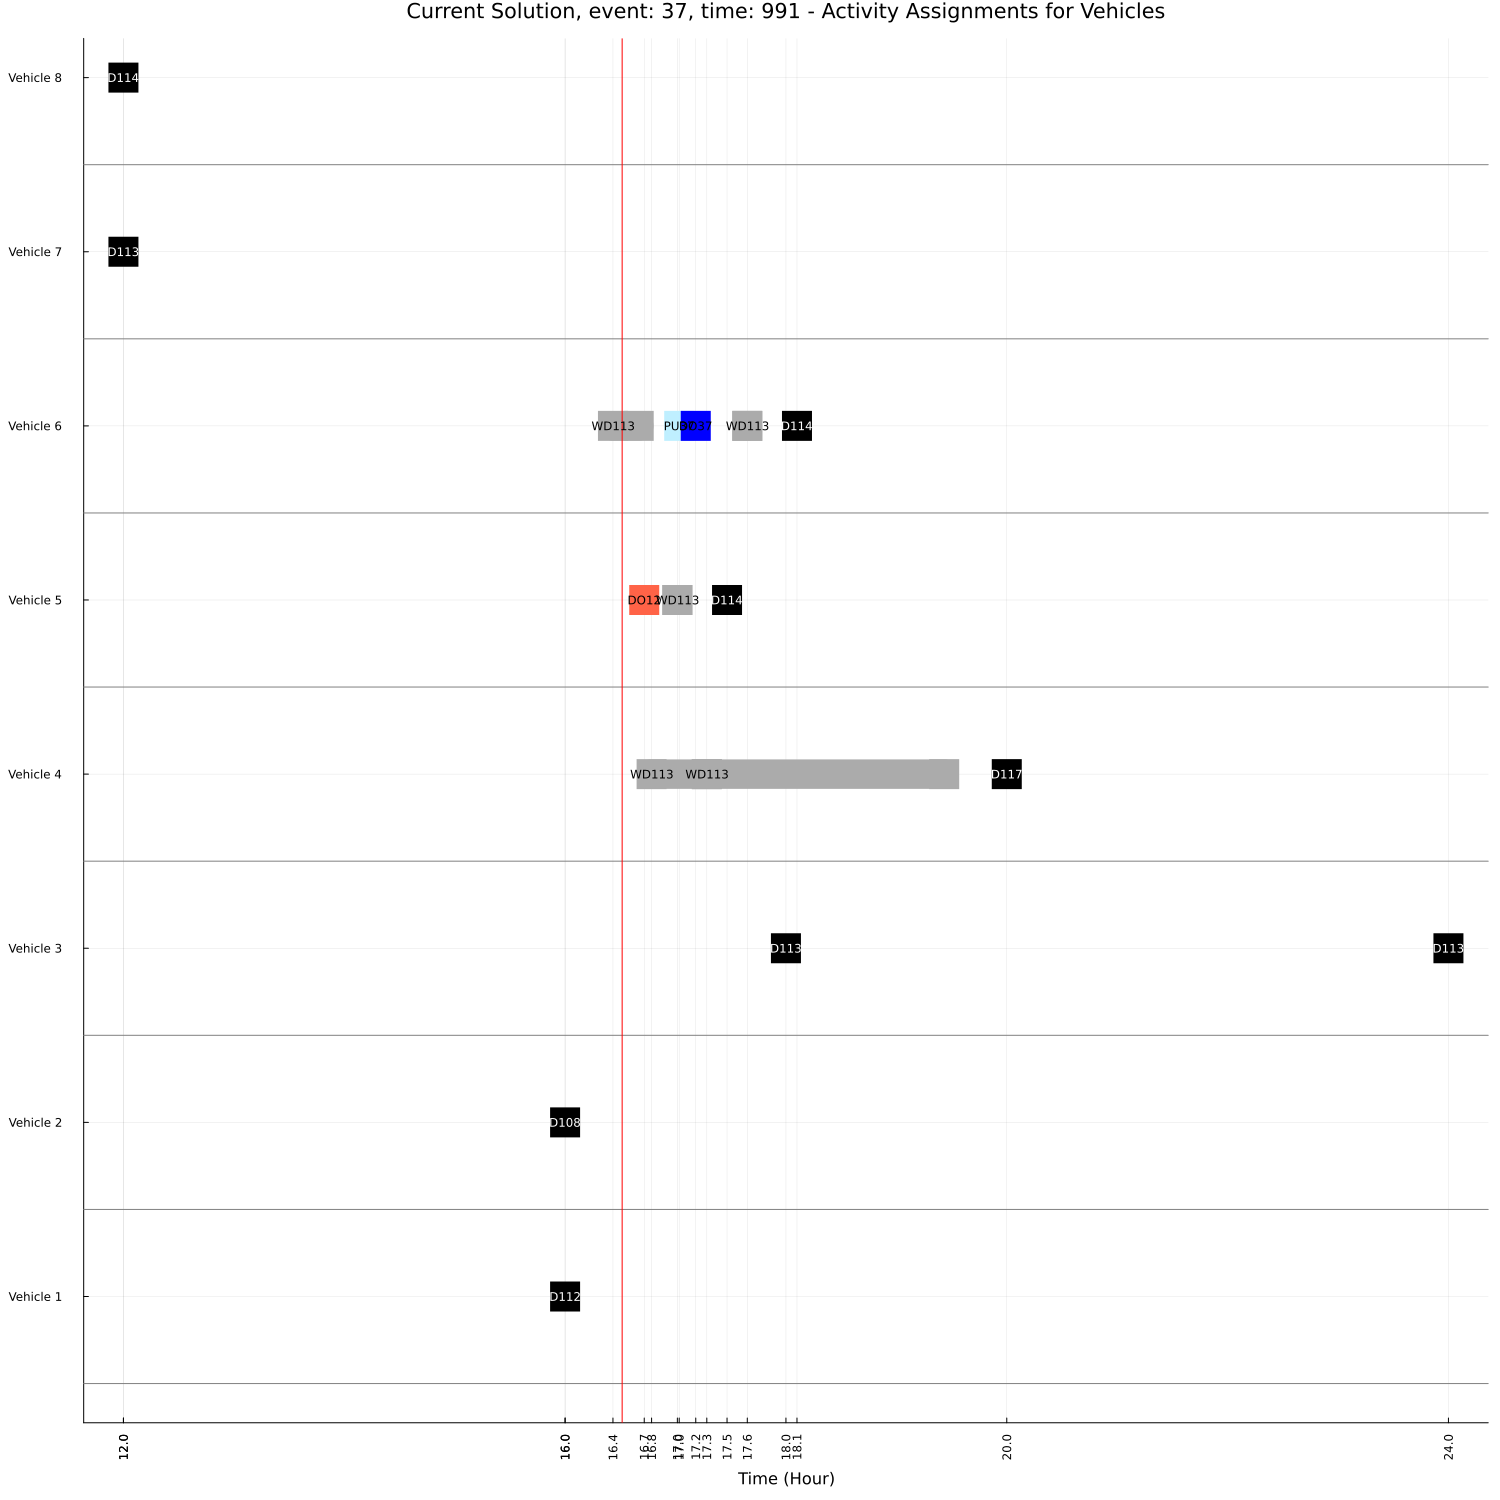 Current Solution, event: 37, time: 991 - Activity Assignments for Vehicles
Vehicle 8
D114
Vehicle 7
D113
Vehicle 6
WD113
WD113
D114
Vehicle 5
WD113
D114
Vehicle 4
WD113
WD113
D117
Vehicle 3
D113
D113
Vehicle 2
D108
Vehicle 1
D112
12.0
16.0
16.4
16.8
17.0
17.2
17.3
17.5
17.6
18.0
18.1
20.0
24.0
Time (Hour)